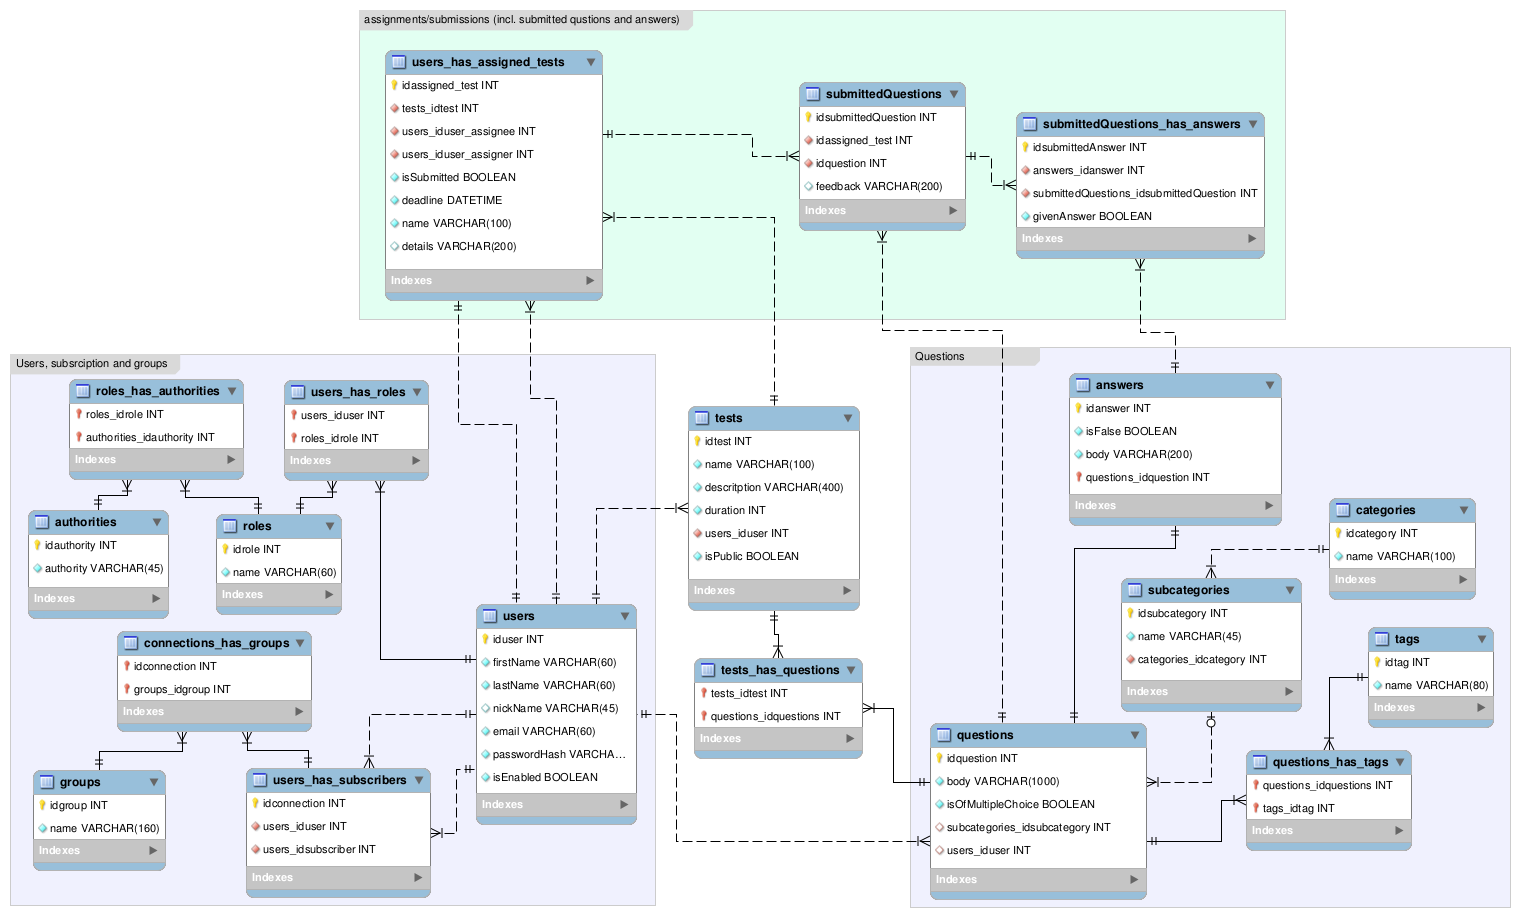 assignments/submissions (incl. submitted qustions and answers)
users_has_assigned_tests
idassigned_test INT
tests_idtest INT
users_iduser_assignee INT
users_iduser_assigner INT
isSubmitted BOOLEAN
deadline DATETIME
name VARCHAR(100)
details VARCHAR(200)
Indexes
submittedQuestions
idsubmittedQuestion INT
idassigned_test INT
idquestion INT
feedback VARCHAR(200)
Indexes
submittedQuestions_has_answers
idsubmittedAnswer INT
answers_idanswer INT
submittedQuestions_idsubmittedQuestion INT
givenAnswer BOOLEAN
Indexes
Users, subsrciption and groups
roles_has_authorities
roles_idrole INT
authorities_idauthority INT
Indexes
users_has_roles
users_iduser INT
roles_idrole INT
Indexes
authorities
idauthority INT
authority VARCHAR(45)
Indexes
roles
idrole INT
name VARCHAR(60)
Indexes
connections_has_groups
idconnection INT
groups_idgroup INT
Indexes
groups
idgroup INT
name VARCHAR(160)
Indexes
users_has_subscribers
idconnection INT
users_iduser INT
users_idsubscriber INT
Indexes
users
iduser INT
firstName VARCHAR(60)
lastName VARCHAR(60)
nickName VARCHAR(45)
email VARCHAR(60)
passwordHash VARCHA...
isEnabled BOOLEAN
Indexes
tests
idtest INT
name VARCHAR(100)
descritption VARCHAR(400)
duration INT
users_iduser INT
isPublic BOOLEAN
Indexes
tests_has_questions
tests_idtest INT
questions_idquestions INT
Indexes
Questions
answers
idanswer INT
isFalse BOOLEAN
body VARCHAR(200)
questions_idquestion INT
Indexes
categories
idcategory INT
name VARCHAR(100)
Indexes
subcategories
idsubcategory INT
name VARCHAR(45)
categories_idcategory INT
Indexes
tags
idtag INT
name VARCHAR(80)
Indexes
questions
idquestion INT
body VARCHAR(1000)
isOfMultipleChoice BOOLEAN
subcategories_idsubcategory INT
users_iduser INT
Indexes
questions_has_tags
questions_idquestions INT
tags_idtag INT
Indexes